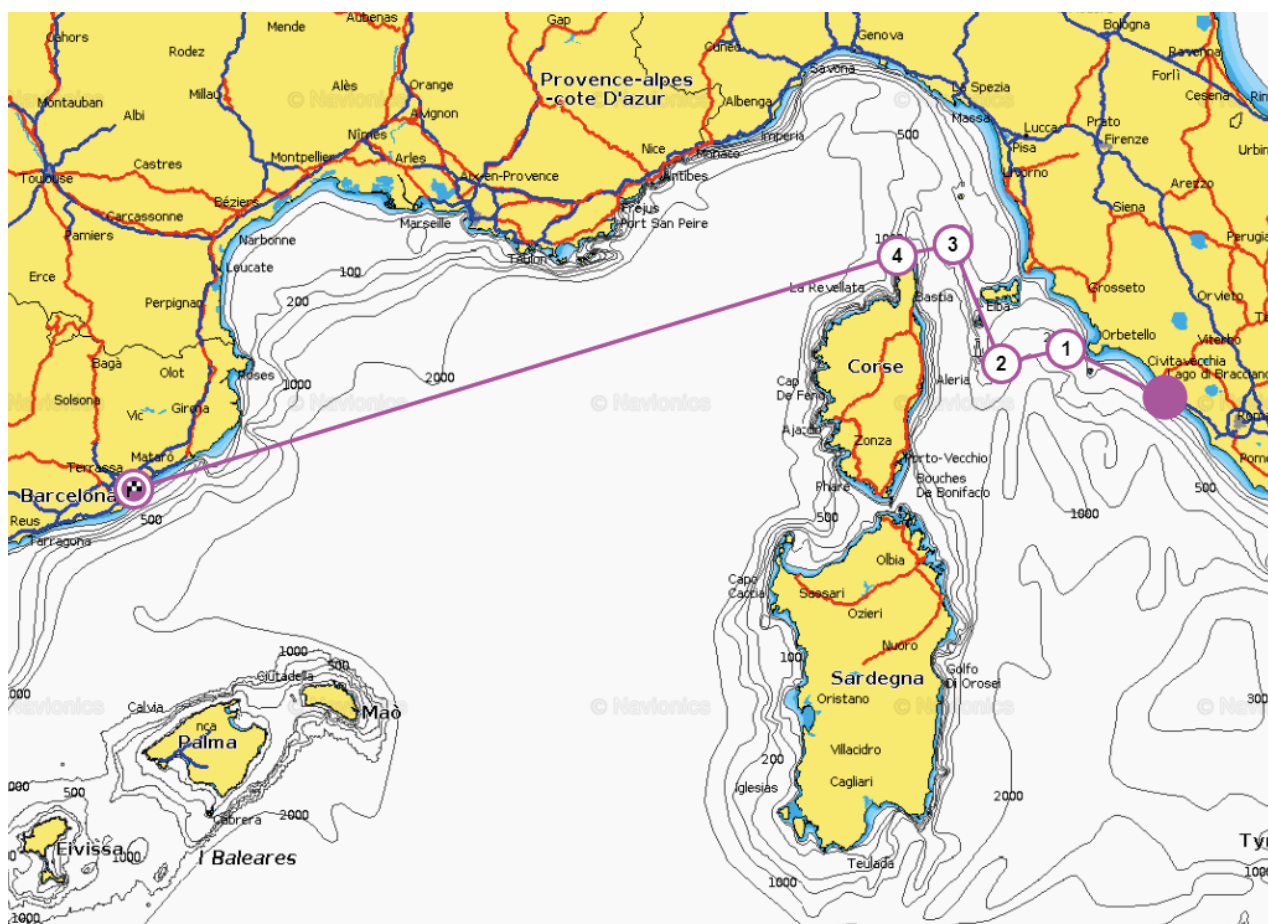 Mende
Aubenas
Gap
Bologna
Cahors
Rodez
Cuneo
Genova
Ravenna
Provence-alpes
-cote D'azur
Savona
Forlì
Alès
Orange
La Spezia
Montauban
Millau
© Navionics
© Navionics
Albenga
Massa
Cesena
Albi
Avignon
Prato
Lucca
Nîmes
Imperia
500
Firenze
Pisa
Montpellier
Arles
Nice
Monaco
Castres
Aix-en-Provence
Livorno
Toulouse
Antibes
Arezzo
Béziers
Frejus
Siena
Carcassonne
Marseille
Port San Peire
Pamiers
Narbonne
Perugia
Toulon
4
3
Leucate
100
Erce
La Revellata
Grosseto
Perpignan
200
Bastia
Orvieto
Elba
Orbetello
Viterbo
1
Bagà
Civitavecchia
2
Olot
Roses
1000
2000
Corse
Aleria
Lago di Bracciano
Solsona
Vic
Girona
© Navionics
© Navionics
Zonza
Mataró
Terrassa
Porto-Vecchio
Barcelona
Phare
Bouches
De Bonifacio
500
Reus
500
500
1000
Tarragona
Olbia
Capo
Caccia
Sassari
Ozieri
1000
500
Nuoro
100
Ciutadella
Golfo
Di Orosei
Sardegna
Oristano
Calvia
Maò
© Navionics
© Navionics
Palma
Villacidro
200
Iglesias
Cagliari
500
2000
2000
Cabrera
Eivissa
1000
I Baleares
Teulada
1000
1000